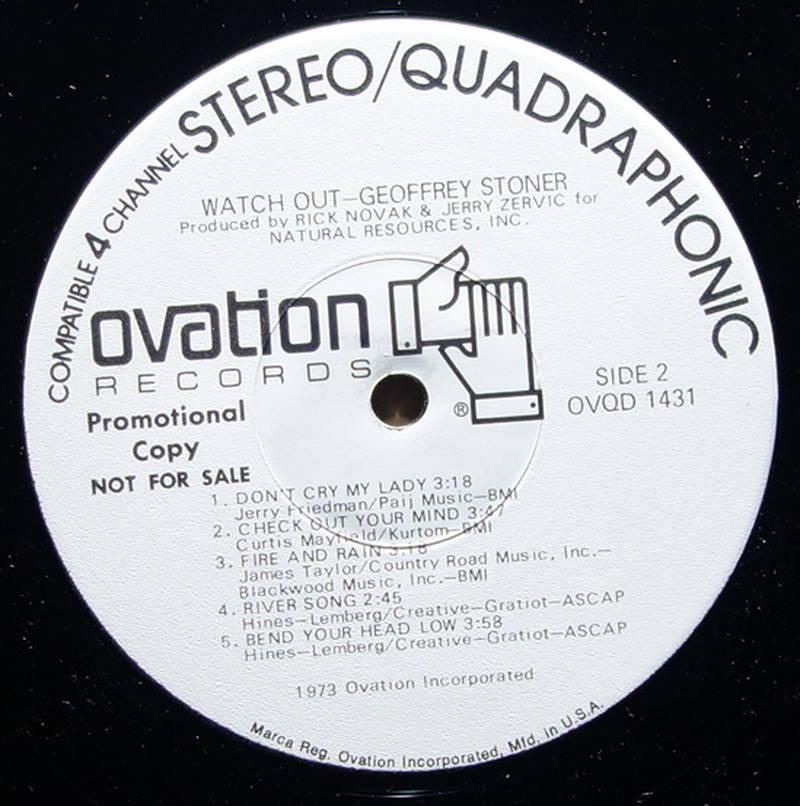 COMPATIBLE 4 CHANNEL STEREO/QUADRAPHONIC
WATCH OUT—GEOFFREY STONER
Produced by RICK NOVAK & JERRY ZERVIC for
NATURAL RESOURCES, INC.
ovation
RECORDS
®
SIDE 2
OVQD 1431
Promotional
Copy
NOT FOR SALE
1. DON'T CRY MY LADY 3:18
Jerry Friedman/Paij Music—BMI
2. CHECK OUT YOUR MIND 3:47
Curtis Mayfield/Kurtom—BMI
3. FIRE AND RAIN 3:18
James Taylor/Country Road Music, Inc.—
Blackwood Music, Inc.—BMI
4. RIVER SONG 2:45
Hines—Lemberg/Creative—Gratiot—ASCAP
5. BEND YOUR HEAD LOW 3:58
Hines—Lemberg/Creative—Gratiot—ASCAP
1973 Ovation Incorporated
Marca Reg. Ovation Incorporated, Mfd. in U.S.A.